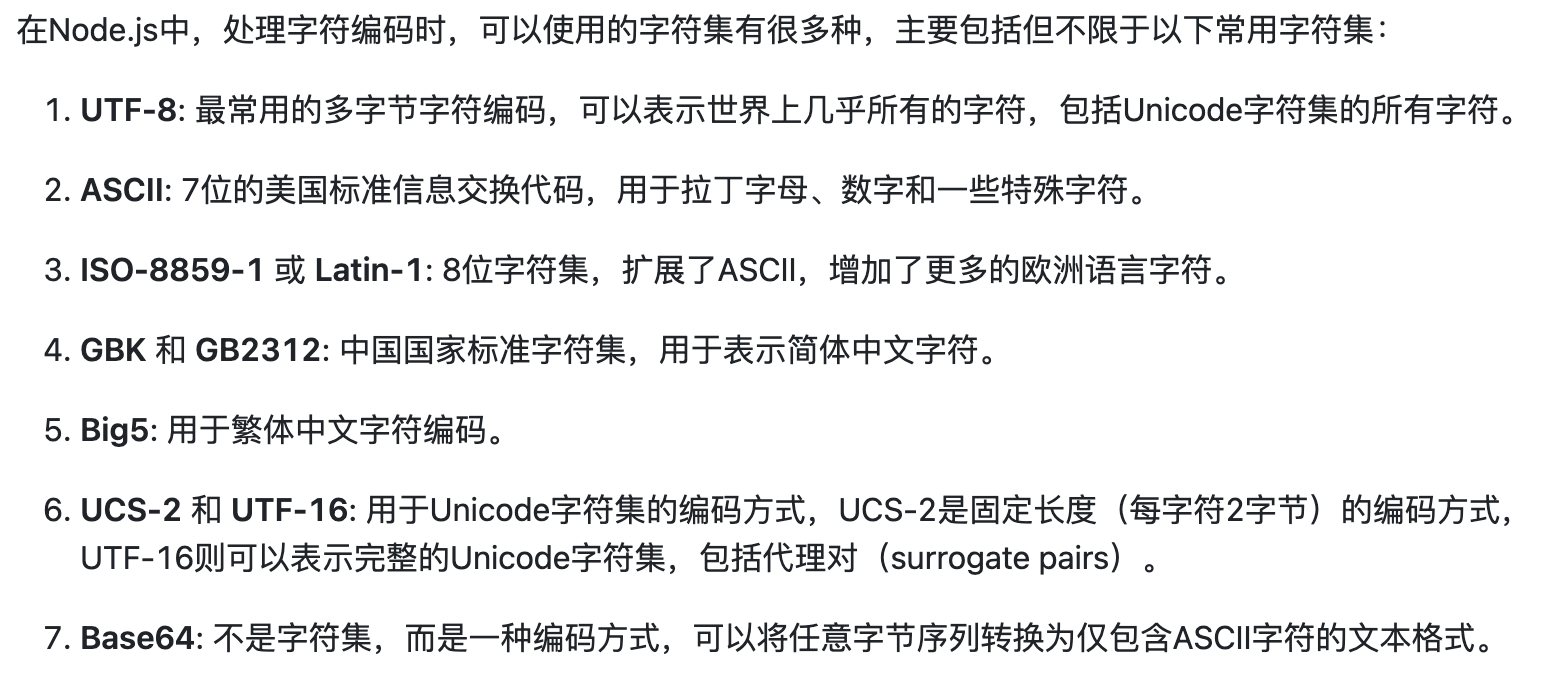 在Node.js中，处理字符编码时，可以使用的字符集有很多种，主要包括但不限于以下常用字符集：
1. UTF-8: 最常用的多字节字符编码，可以表示世界上几乎所有的字符，包括Unicode字符集的所有字符。
2. ASCII: 7位的美国标准信息交换代码，用于拉丁字母、数字和一些特殊字符。
3. ISO-8859-1 或 Latin-1: 8位字符集，扩展了ASCII，增加了更多的欧洲语言字符。
4. GBK 和 GB2312: 中国国家标准字符集，用于表示简体中文字符。
5. Big5: 用于繁体中文字符编码。
6. UCS-2 和 UTF-16: 用于Unicode字符集的编码方式，UCS-2是固定长度（每字符2字节）的编码方式，
UTF-16则可以表示完整的Unicode字符集，包括代理对（surrogate pairs）。
7. Base64: 不是字符集，而是一种编码方式，可以将任意字节序列转换为仅包含ASCII字符的文本格式。